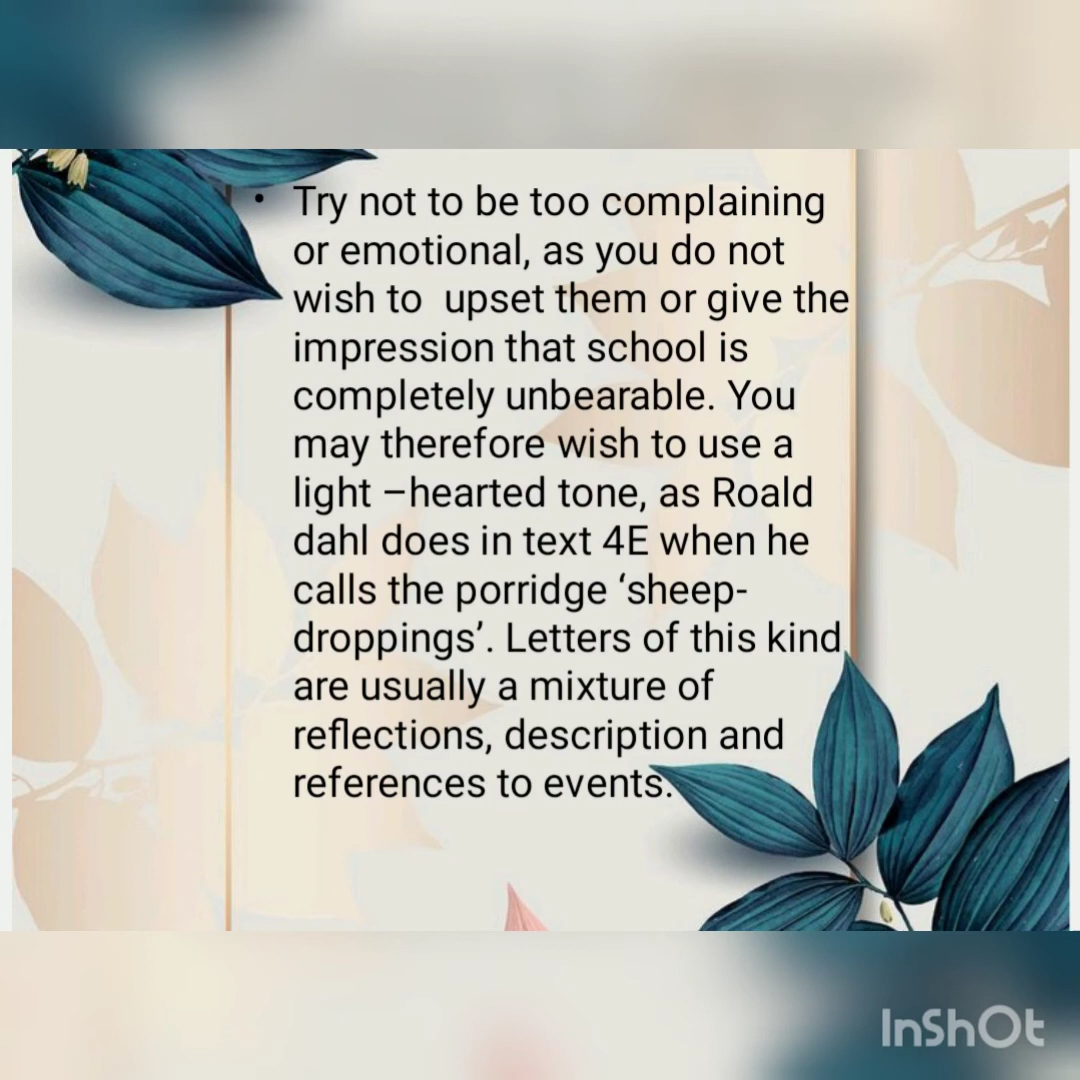 • Try not to be too complaining
or emotional, as you do not
wish to  upset them or give the
impression that school is
completely unbearable. You
may therefore wish to use a
light –hearted tone, as Roald
dahl does in text 4E when he
calls the porridge ‘sheep-
droppings’. Letters of this kind
are usually a mixture of
reflections, description and
references to events.
InShOt